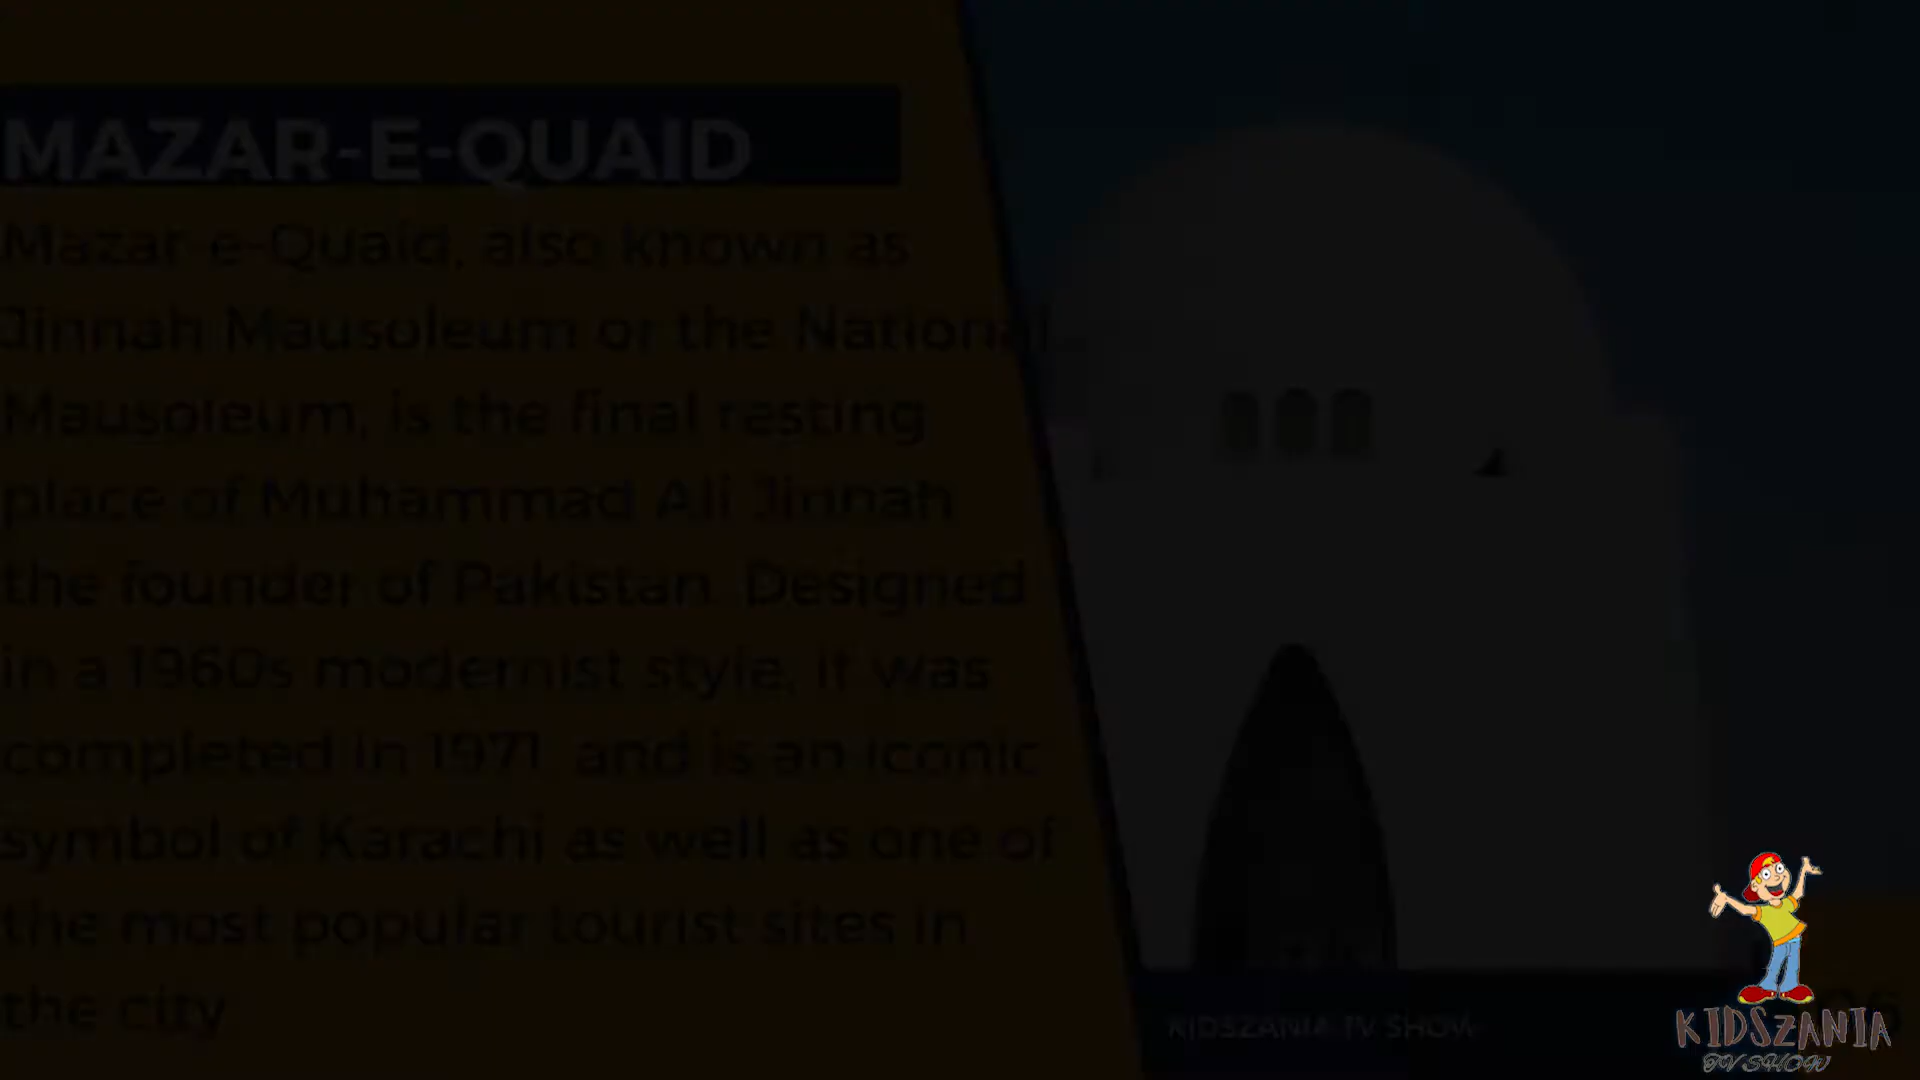 MAZAR-E-QUAID
Mazar-e-Quaid, also known as
Jinnah Mausoleum or the National
Mausoleum, is the final resting
place of Muhammad Ali Jinnah
the founder of Pakistan. Designed
in a 1960s modernist style, it was
completed in 1971, and is an iconic
symbol of Karachi as well as one of
the most popular tourist sites in
the city
KIDSZANIA TV SHOW
06
KIDSZANIA
TV SHOW